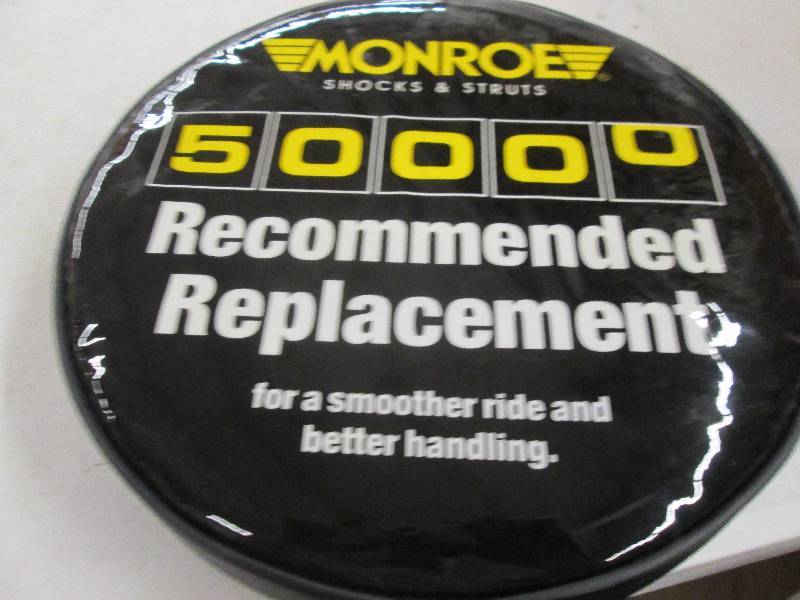 MONROE®
SHOCKS & STRUTS
50000
Recommended
Replacement
for a smoother ride and
better handling.